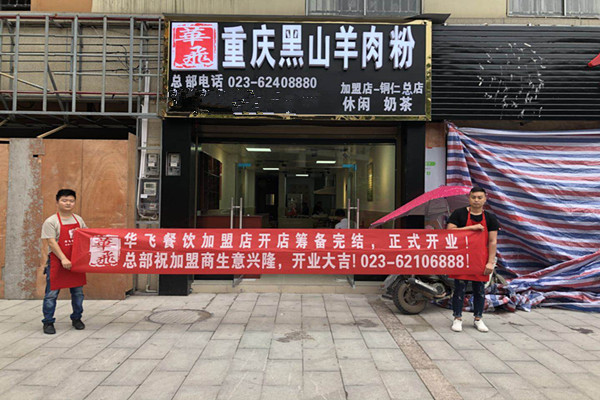 華飞 重庆黑山羊肉粉
总部电话 023-62408880
加盟店-铜仁总店
休闲 奶茶
華飞 华飞餐饮加盟店开店筹备完结，正式开业！
总部祝加盟商生意兴隆，开业大吉！023-62106888！